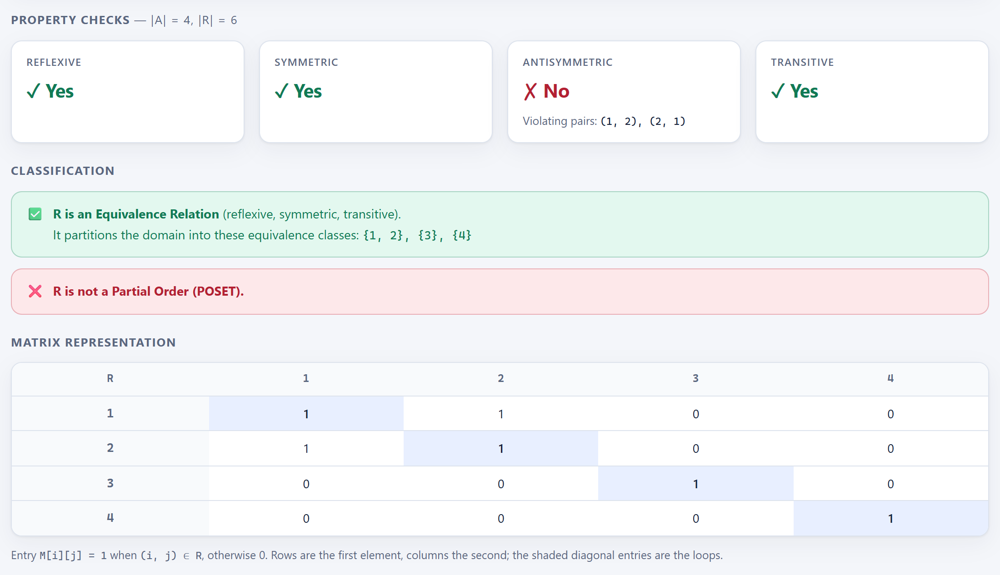 PROPERTY CHECKS — |A| = 4, |R| = 6
REFLEXIVE
✓ Yes
SYMMETRIC
✓ Yes
ANTISYMMETRIC
✗ No
Violating pairs: (1, 2), (2, 1)
TRANSITIVE
✓ Yes
CLASSIFICATION
✅ R is an Equivalence Relation (reflexive, symmetric, transitive).
It partitions the domain into these equivalence classes: {1, 2}, {3}, {4}
❌ R is not a Partial Order (POSET).
MATRIX REPRESENTATION
R 1 2 3 4
1 1 1 0 0
2 1 1 0 0
3 0 0 1 0
4 0 0 0 1
Entry M[i][j] = 1 when (i, j) ∈ R, otherwise 0. Rows are the first element, columns the second; the shaded diagonal entries are the loops.